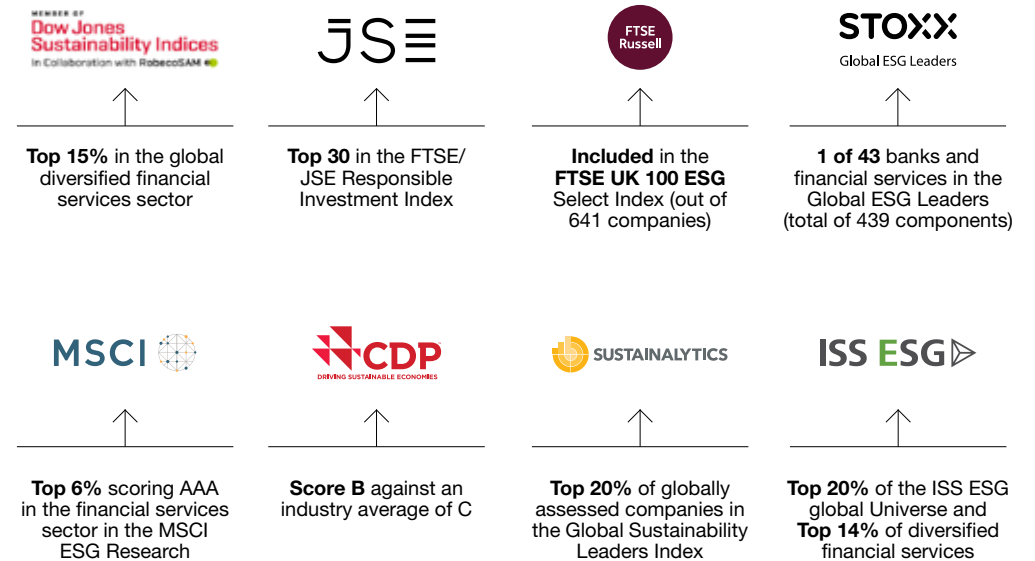 MEMBER OF
Dow Jones
Sustainability Indices
In Collaboration with RobecoSAM
JSE
FTSE
Russell
STOXX
Global ESG Leaders
Top 15% in the global
diversified financial
services sector
Top 30 in the FTSE/
JSE Responsible
Investment Index
Included in the
FTSE UK 100 ESG
Select Index (out of
641 companies)
1 of 43 banks and
financial services in the
Global ESG Leaders
(total of 439 components)
MSCI
CDP
DRIVING SUSTAINABLE ECONOMIES
SUSTAINALYTICS
ISS ESG
Top 6% scoring AAA
in the financial services
sector in the MSCI
ESG Research
Score B against an
industry average of C
Top 20% of globally
assessed companies in
the Global Sustainability
Leaders Index
Top 20% of the ISS ESG
global Universe and
Top 14% of diversified
financial services